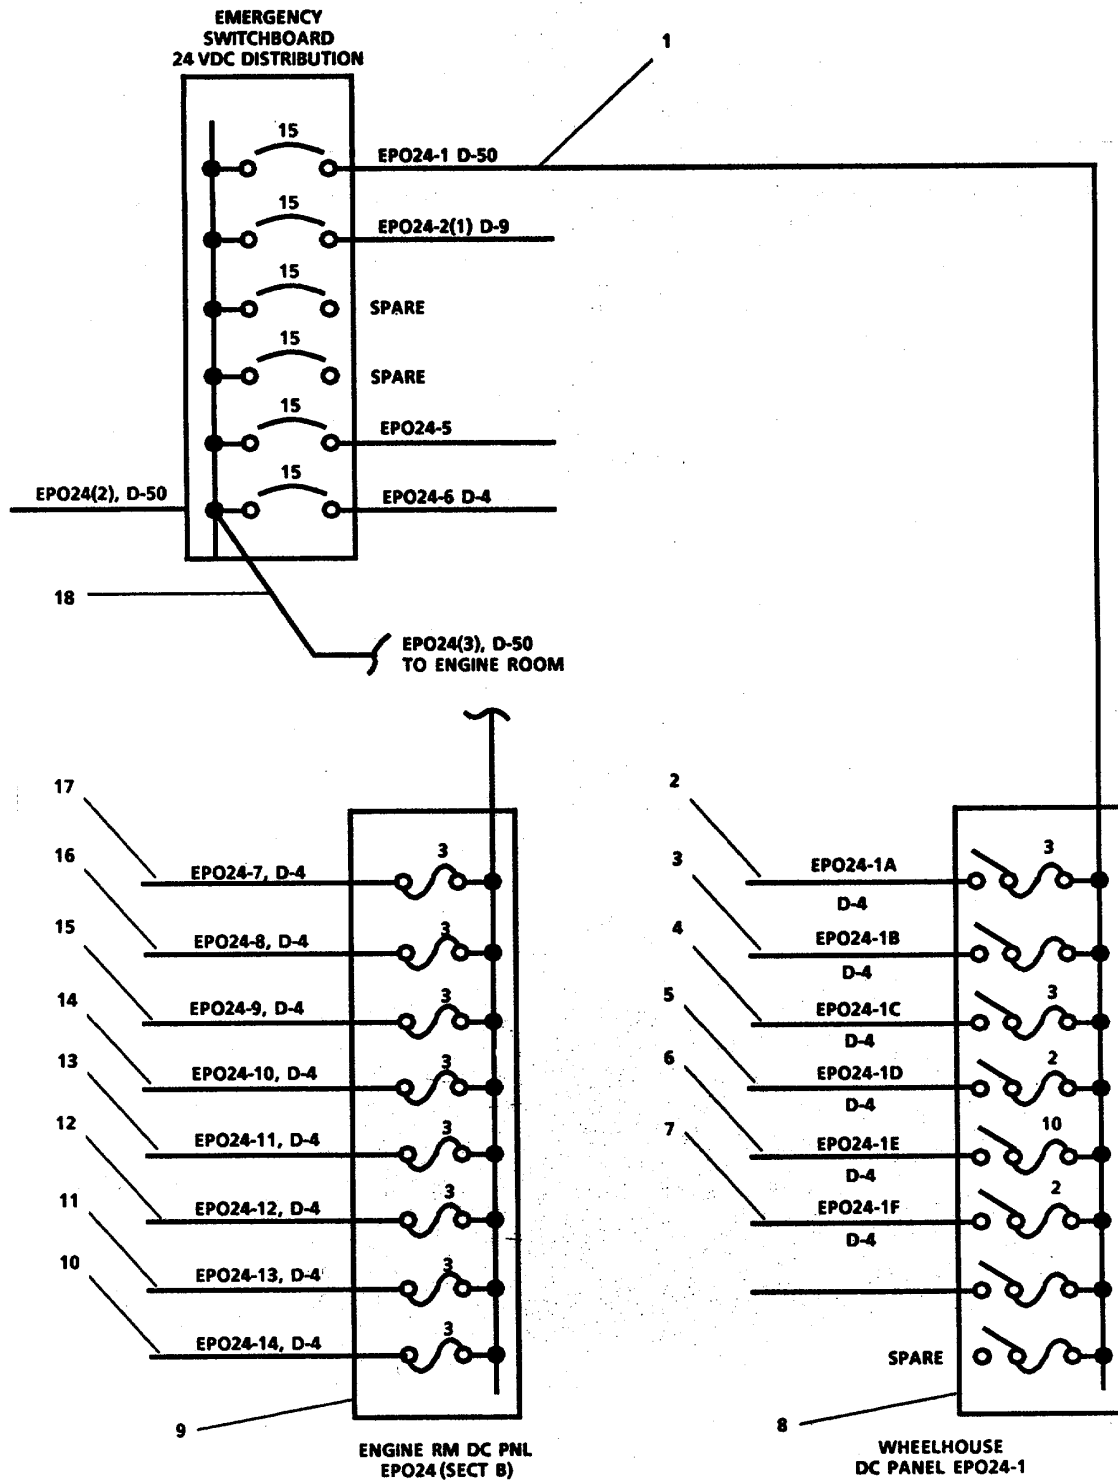 EMERGENCY
SWITCHBOARD
24 VDC DISTRIBUTION
1
15
EPO24-1 D-50
15
EPO24-2(1) D-9
15
SPARE
15
SPARE
15
EPO24-5
15
EPO24(2), D-50
EPO24-6 D-4
18
EPO24(3), D-50
TO ENGINE ROOM
17
3
EPO24-7, D-4
16
3
EPO24-8, D-4
15
3
EPO24-9, D-4
14
3
EPO24-10, D-4
13
3
EPO24-11, D-4
12
3
EPO24-12, D-4
11
3
EPO24-13, D-4
10
3
EPO24-14, D-4
9
ENGINE RM DC PNL
EPO24 (SECT B)
2
3
EPO24-1A
D-4
3
EPO24-1B
D-4
4
3
EPO24-1C
D-4
5
2
EPO24-1D
D-4
6
10
EPO24-1E
D-4
7
2
EPO24-1F
D-4
SPARE
8
WHEELHOUSE
DC PANEL EPO24-1